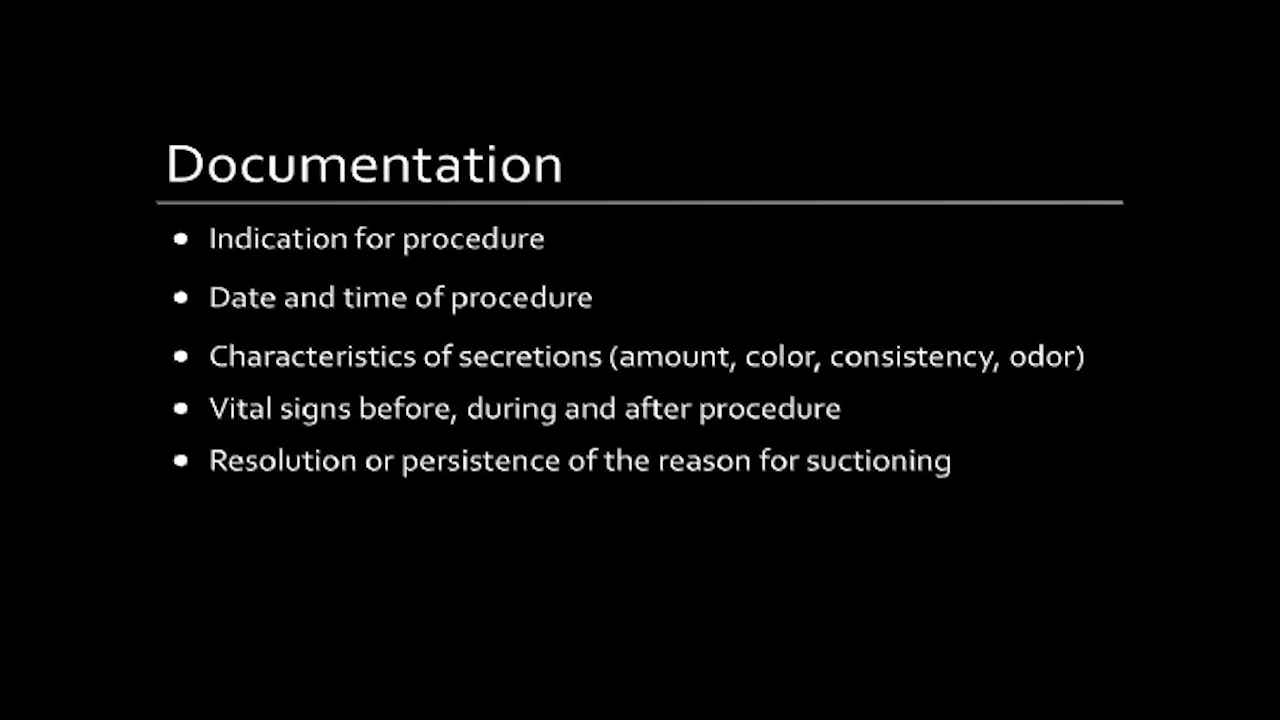 Documentation
• Indication for procedure
• Date and time of procedure
• Characteristics of secretions (amount, color, consistency, odor)
• Vital signs before, during and after procedure
• Resolution or persistence of the reason for suctioning